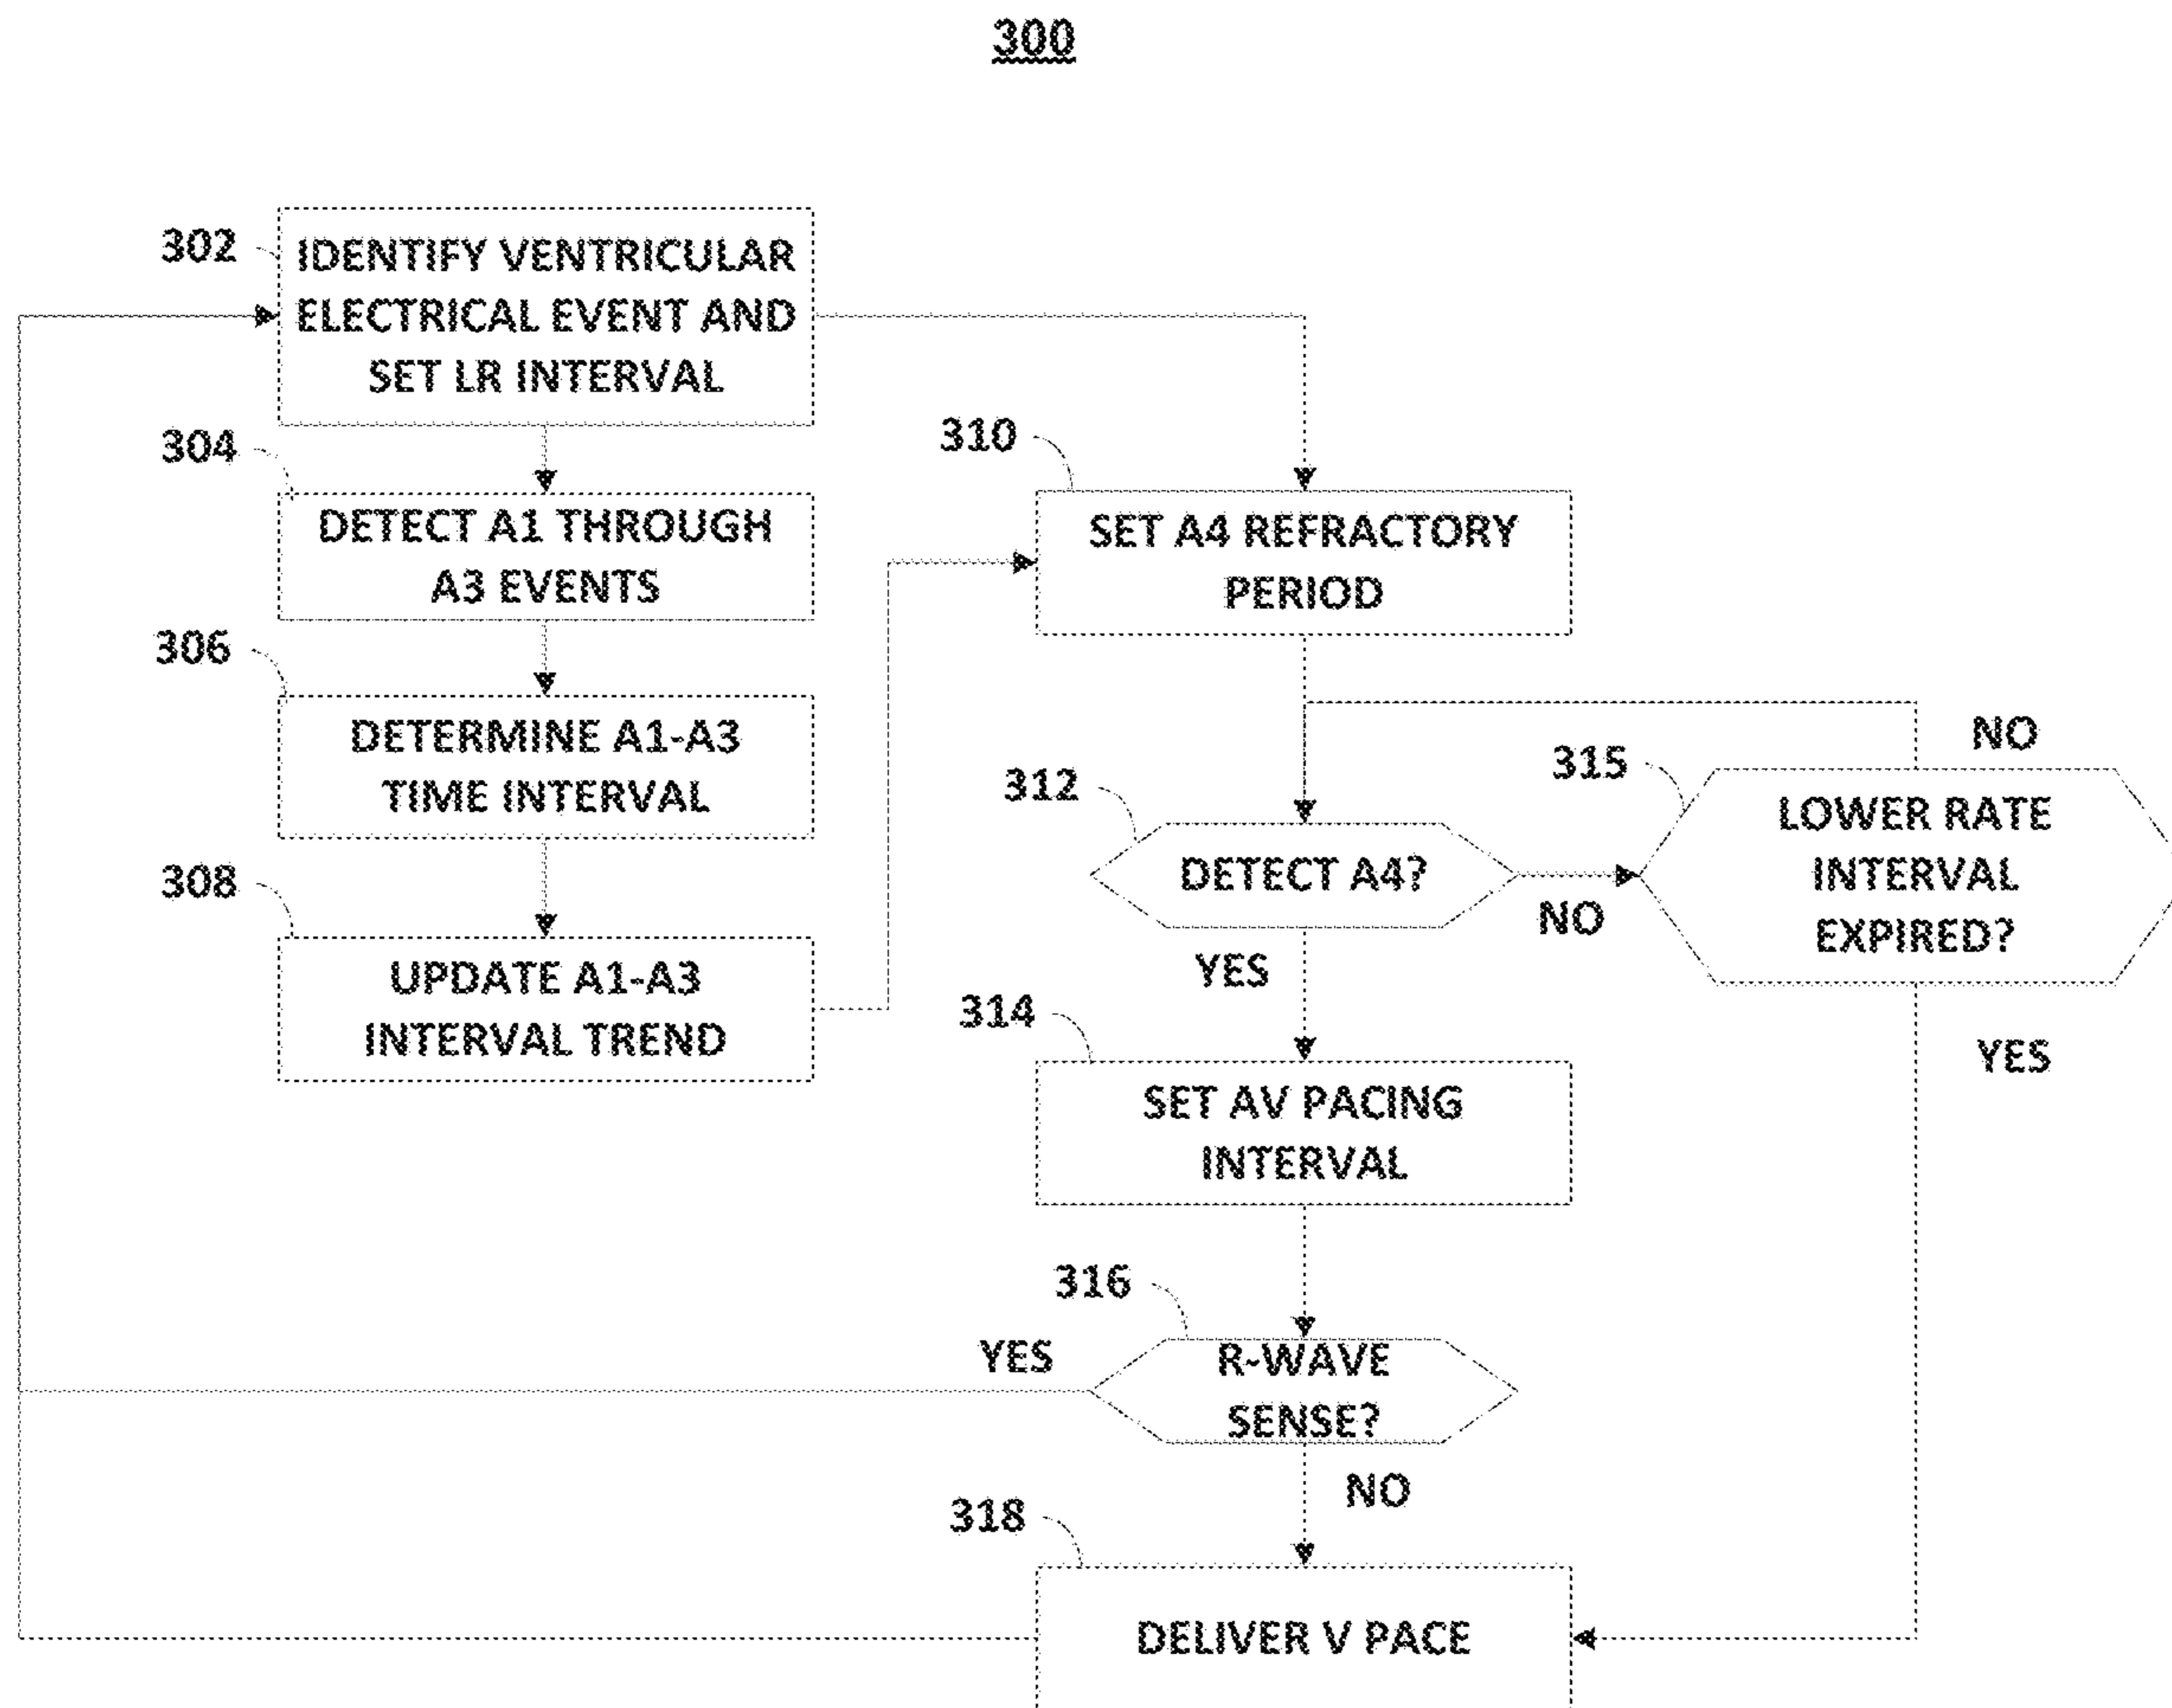 300
302
IDENTIFY VENTRICULAR
ELECTRICAL EVENT AND
SET LR INTERVAL
304
DETECT A1 THROUGH
A3 EVENTS
306
DETERMINE A1-A3
TIME INTERVAL
308
UPDATE A1-A3
INTERVAL TREND
310
SET A4 REFRACTORY
PERIOD
312
DETECT A4?
NO
YES
315
LOWER RATE
INTERVAL
EXPIRED?
NO
YES
314
SET AV PACING
INTERVAL
316
R-WAVE
SENSE?
YES
NO
318
DELIVER V PACE